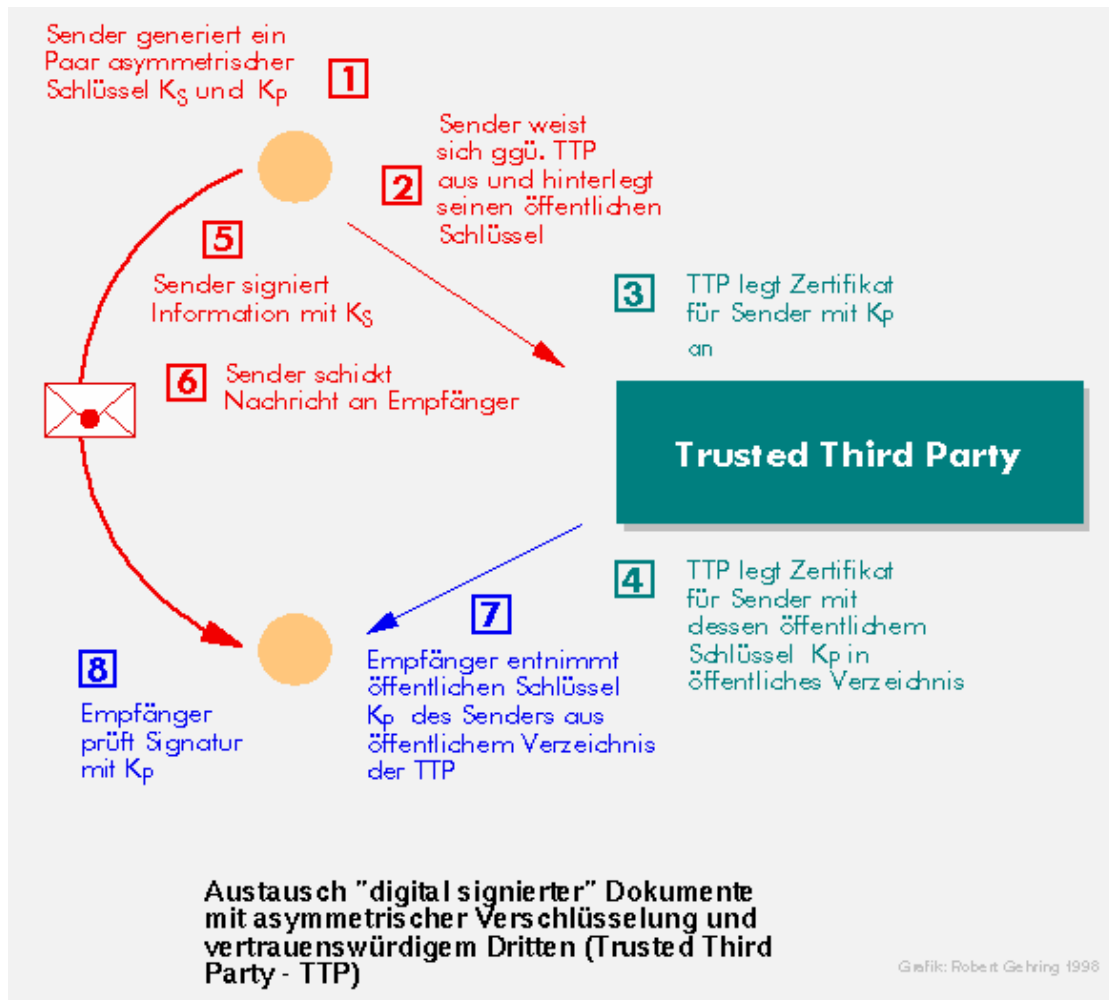 Sender generiert ein
Paar asymmetrischer
Schlüssel KS und Kp
1
Sender weist
sich ggü. TTP
aus und hinterlegt
seinen öffentlichen
Schlüssel
2
3
TTP legt Zertifikat
für Sender mit Kp
an
Trusted Third Party
4
TTP legt Zertifikat
für Sender mit
dessen öffentlichem
Schlüssel Kp in
öffentliches Verzeichnis
5
Sender signiert
Information mit KS
6
Sender schickt
Nachricht an Empfänger
7
Empfänger entnimmt
öffentlichen Schlüssel
Kp des Senders aus
öffentlichem Verzeichnis
der TTP
8
Empfänger
prüft Signatur
mit Kp
Austausch "digital signierter" Dokumente
mit asymmetrischer Verschlüsselung und
vertrauenswürdigem Dritten (Trusted Third
Party - TTP)
Grafik: Robert Gehring 1998